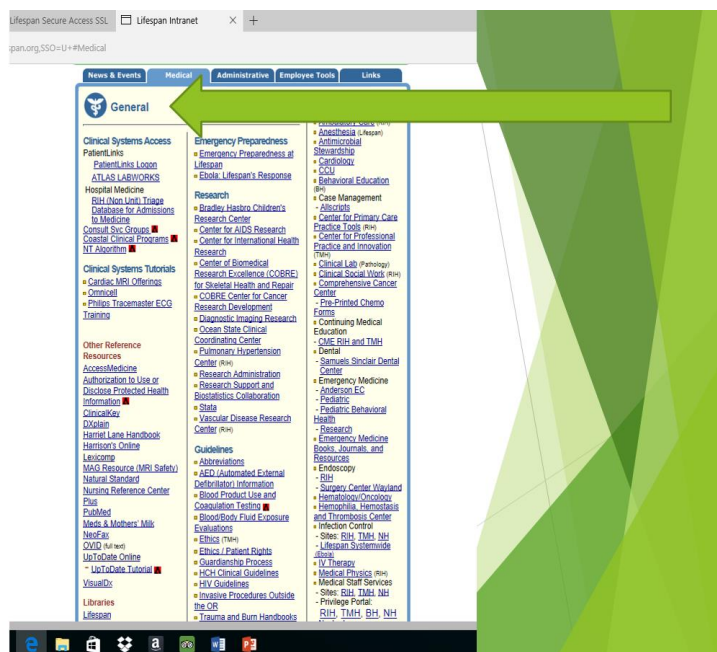 Lifespan Secure Access SSL
Lifespan Intranet
span.org,SSO=U+#Medical
News & Events
Medical
Administrative
Employee Tools
Links
General
Clinical Systems Access
PatientLinks
PatientLinks Logon
ATLAS LABWORKS
Hospital Medicine
RIH (Non Unit) Triage
Database for Admissions
to Medicine
Consult Svc Groups
Coastal Clinical Programs
NT Algorithm
Clinical Systems Tutorials
Cardiac MRI Offerings
Omnicell
Philips Tracemaster ECG
Training
Other Reference
Resources
AccessMedicine
Authorization to Use or
Disclose Protected Health
Information
ClinicalKey
DXplain
Harriet Lane Handbook
Harrison's Online
Lexicomp
MAG Resource (MRI Safety)
Natural Standard
Nursing Reference Center
Plus
PubMed
Meds & Mothers' Milk
NeoFax
OVID (full text)
UpToDate Online
~ UpToDate Tutorial
VisualDx
Libraries
Lifespan
Emergency Preparedness
Emergency Preparedness at
Lifespan
Ebola: Lifespan's Response
Research
Bradley Hasbro Children's
Research Center
Center for AIDS Research
Center for International Health
Research
Center of Biomedical
Research Excellence (COBRE)
for Skeletal Health and Repair
COBRE Center for Cancer
Research Development
Diagnostic Imaging Research
Ocean State Clinical
Coordinating Center
Pulmonary Hypertension
Center (RIH)
Research Administration
Research Support and
Biostatistics Collaboration
Stata
Vascular Disease Research
Center (RIH)
Guidelines
Abbreviations
AED (Automated External
Defibrillator) Information
Blood Product Use and
Coagulation Testing
Blood/Body Fluid Exposure
Evaluations
Ethics (TMH)
Ethics / Patient Rights
Guardianship Process
HCH Clinical Guidelines
HIV Guidelines
Invasive Procedures Outside
the OR
Trauma and Burn Handbooks
Anesthesia (Lifespan)
Antimicrobial
Stewardship
Cardiology
CCU
Behavioral Education
(BH)
Case Management
- Allscripts
Center for Primary Care
Practice Tools (RIH)
Center for Professional
Practice and Innovation
(TMH)
Clinical Lab (Pathology)
Clinical Social Work (RIH)
Comprehensive Cancer
Center
- Pre-Printed Chemo
Forms
Continuing Medical
Education
- CME RIH and TMH
Dental
- Samuels Sinclair Dental
Center
Emergency Medicine
- Anderson EC
- Pediatric
- Pediatric Behavioral
Health
- Research
Emergency Medicine
Books, Journals, and
Resources
Endoscopy
- RIH
- Surgery Center Wayland
Hematology/Oncology
Hemophilia, Hemostasis
and Thrombosis Center
Infection Control
- Sites: RIH, TMH, NH
- Lifespan Systemwide
(Ebola)
IV Therapy
Medical Physics (RIH)
Medical Staff Services
- Sites: RIH, TMH, NH
- Privilege Portal:
RIH, TMH, BH, NH